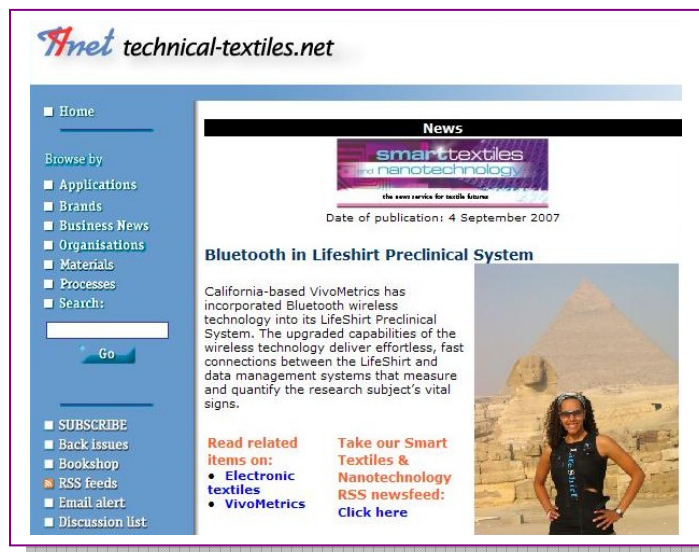 TTnet technical-textiles.net
Home
Browse by
Applications
Brands
Business News
Organisations
Materials
Processes
Search:
Go
SUBSCRIBE
Back issues
Bookshop
RSS feeds
Email alert
Discussion list
News
smarttextiles
and nanotechnology
the news service for textile futures
Date of publication: 4 September 2007
Bluetooth in Lifeshirt Preclinical System
California-based VivoMetrics has
incorporated Bluetooth wireless
technology into its LifeShirt Preclinical
System. The upgraded capabilities of the
wireless technology deliver effortless, fast
connections between the LifeShirt and
data management systems that measure
and quantify the research subject's vital
signs.
Read related
items on:
• Electronic
textiles
• VivoMetrics
Take our Smart
Textiles &
Nanotechnology
RSS newsfeed:
Click here
LifeShirt